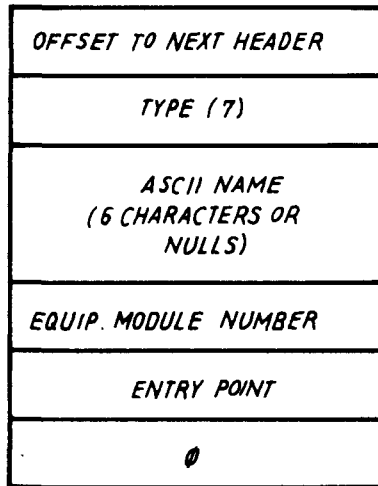 OFFSET TO NEXT HEADER
TYPE (7)
ASCII NAME
(6 CHARACTERS OR
NULLS)
EQUIP. MODULE NUMBER
ENTRY POINT
Ø